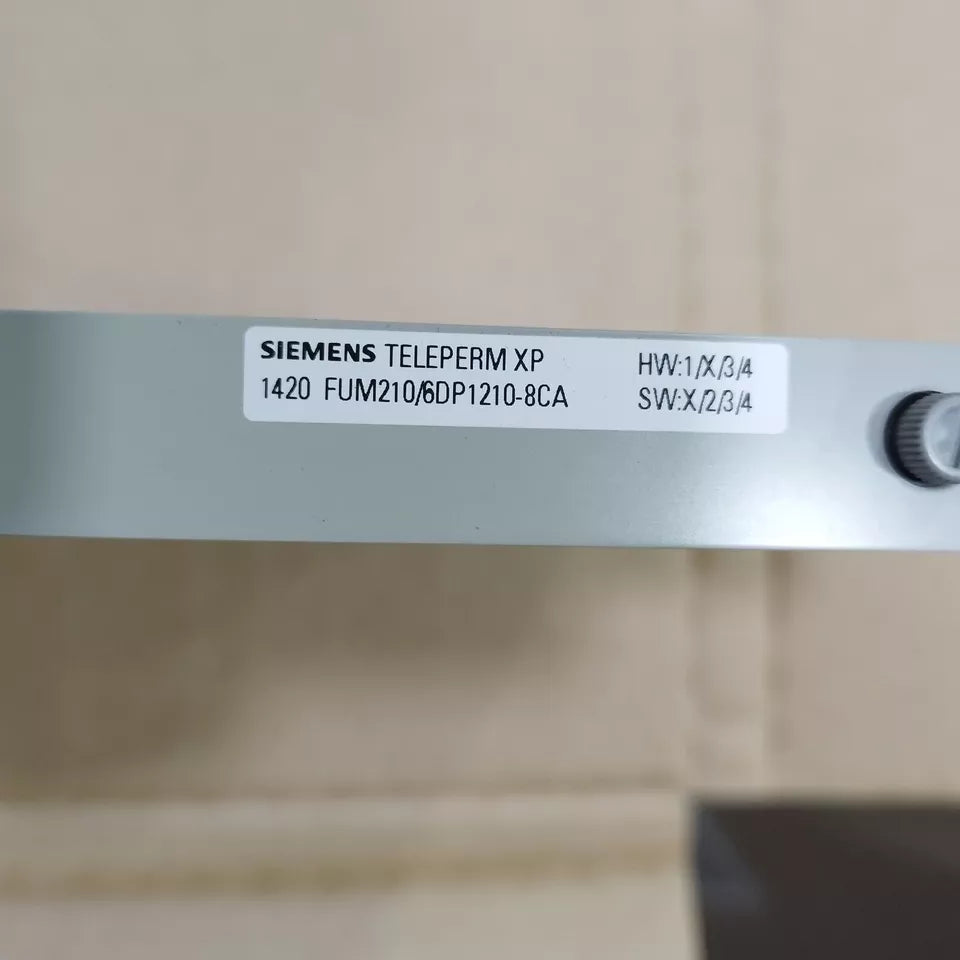 SIEMENS TELEPERM XP HW:1/X/3/4
1420 FUM210/6DP1210-8CA SW:X/2/3/4